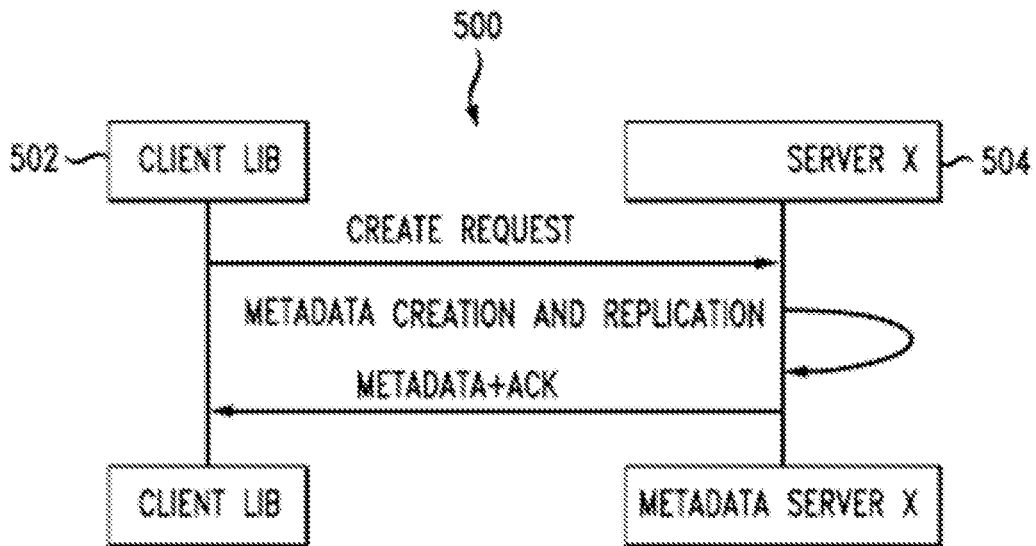 500
502
CLIENT LIB
SERVER X
504
CREATE REQUEST
METADATA CREATION AND REPLICATION
METADATA+ACK
CLIENT LIB
METADATA SERVER X